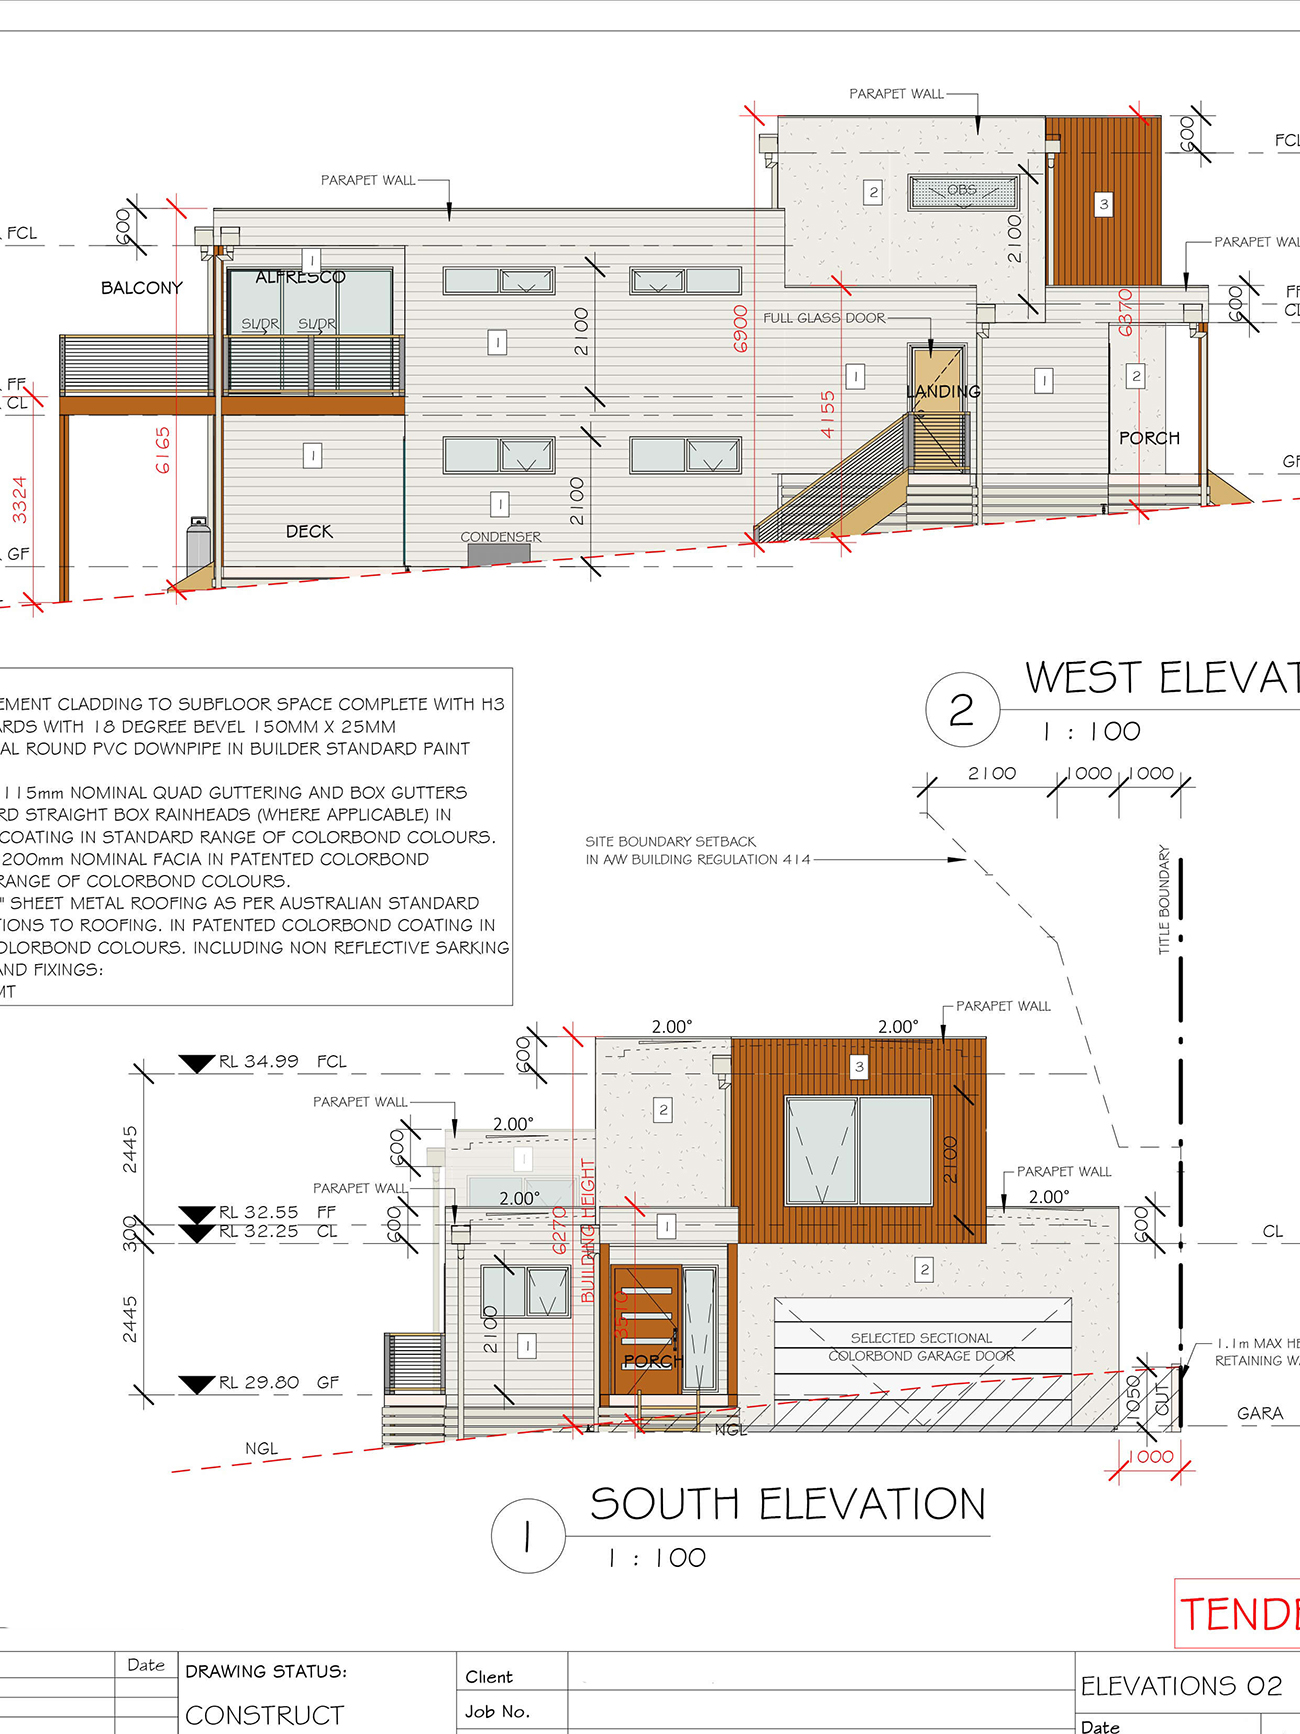 PARAPET WALL
600
FCL
PARAPET WALL
2
OBS
3
600
FCL
2100
PARAPET WAL
BALCONY
1
ALFRESCO
SL/DR
SL/DR
2100
6900
FULL GLASS DOOR
6370
600
CL
1
1
1
2
FF
CL
LANDING
4155
6165
1
PORCH
GF
3324
1
2100
DECK
CONDENSER
GF
2
WEST ELEVAT
1 : 100
EMENT CLADDING TO SUBFLOOR SPACE COMPLETE WITH H3
ARDS WITH 18 DEGREE BEVEL 150MM X 25MM
AL ROUND PVC DOWNPIPE IN BUILDER STANDARD PAINT
115mm NOMINAL QUAD GUTTERING AND BOX GUTTERS
RD STRAIGHT BOX RAINHEADS (WHERE APPLICABLE) IN
COATING IN STANDARD RANGE OF COLORBOND COLOURS.
200mm NOMINAL FACIA IN PATENTED COLORBOND
RANGE OF COLORBOND COLOURS.
" SHEET METAL ROOFING AS PER AUSTRALIAN STANDARD
TIONS TO ROOFING. IN PATENTED COLORBOND COATING IN
OLORBOND COLOURS. INCLUDING NON REFLECTIVE SARKING
AND FIXINGS:
MT
2100
1000
1000
SITE BOUNDARY SETBACK
IN A/W BUILDING REGULATION 414
TITLE BOUNDARY
PARAPET WALL
2.00°
2.00°
600
RL 34.99 FCL
3
PARAPET WALL
2
2.00°
2445
600
1
2100
PARAPET WALL
PARAPET WALL
2.00°
2.00°
RL 32.55 FF
RL 32.25 CL
300
600
6270
BUILDING HEIGHT
1
600
CL
2
2445
2100
1
3510
PORCH
SELECTED SECTIONAL
COLORBOND GARAGE DOOR
1.1m MAX HE
RETAINING WA
RL 29.80 GF
1050
CUT
GARA
NGL
NGL
1000
1
SOUTH ELEVATION
1 : 100
TENDE
Date
DRAWING STATUS:
CONSTRUCT
Client
Job No.
ELEVATIONS 02
Date